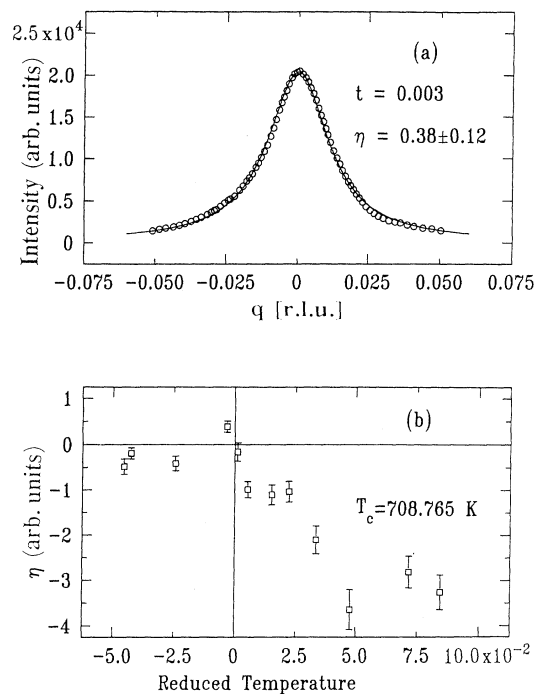 2.5x10⁴
(a)
2.0
t = 0.003
1.5
η = 0.38±0.12
1.0
0.5
0
Intensity (arb. units)
−0.075 −0.050 −0.025 0 0.025 0.050 0.075
q [r.l.u.]
1
(b)
0
−1
T_c=708.765 K
−2
−3
−4
η (arb. units)
−5.0 −2.5 0 2.5 5.0 7.5 10.0x10⁻²
Reduced Temperature